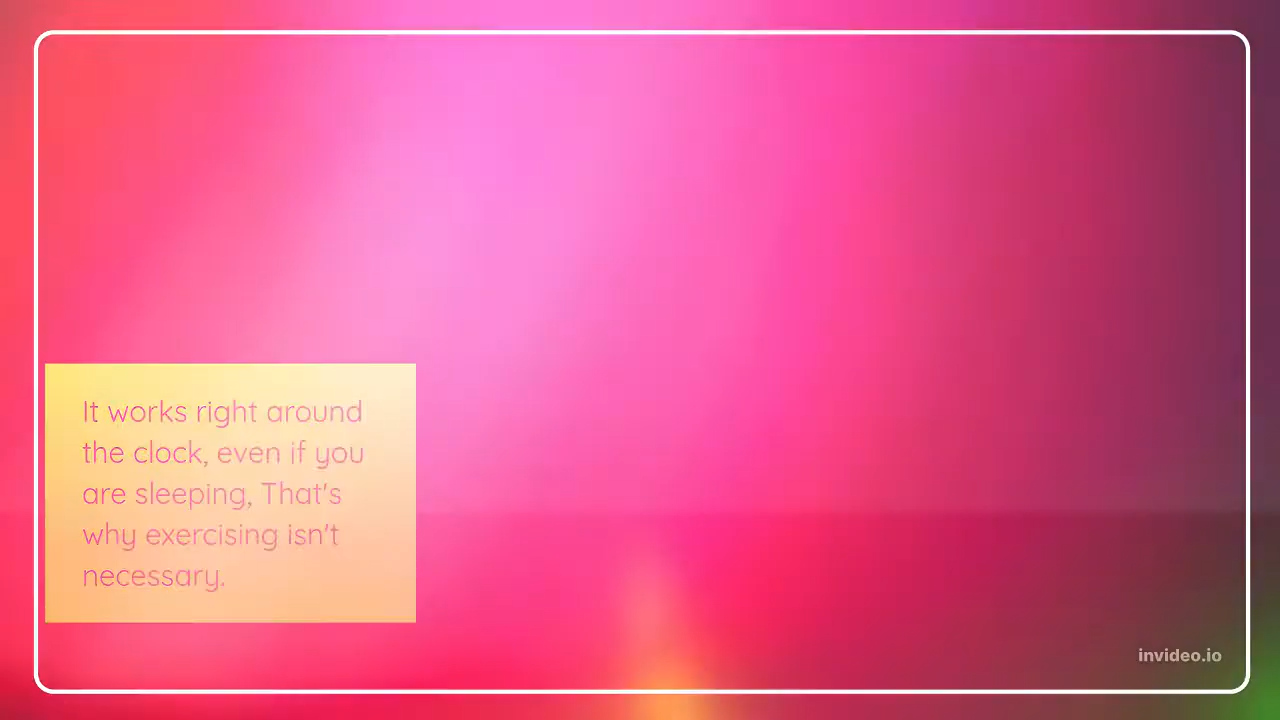 It works right around
the clock, even if you
are sleeping, That's
why exercising isn't
necessary.
invideo.io